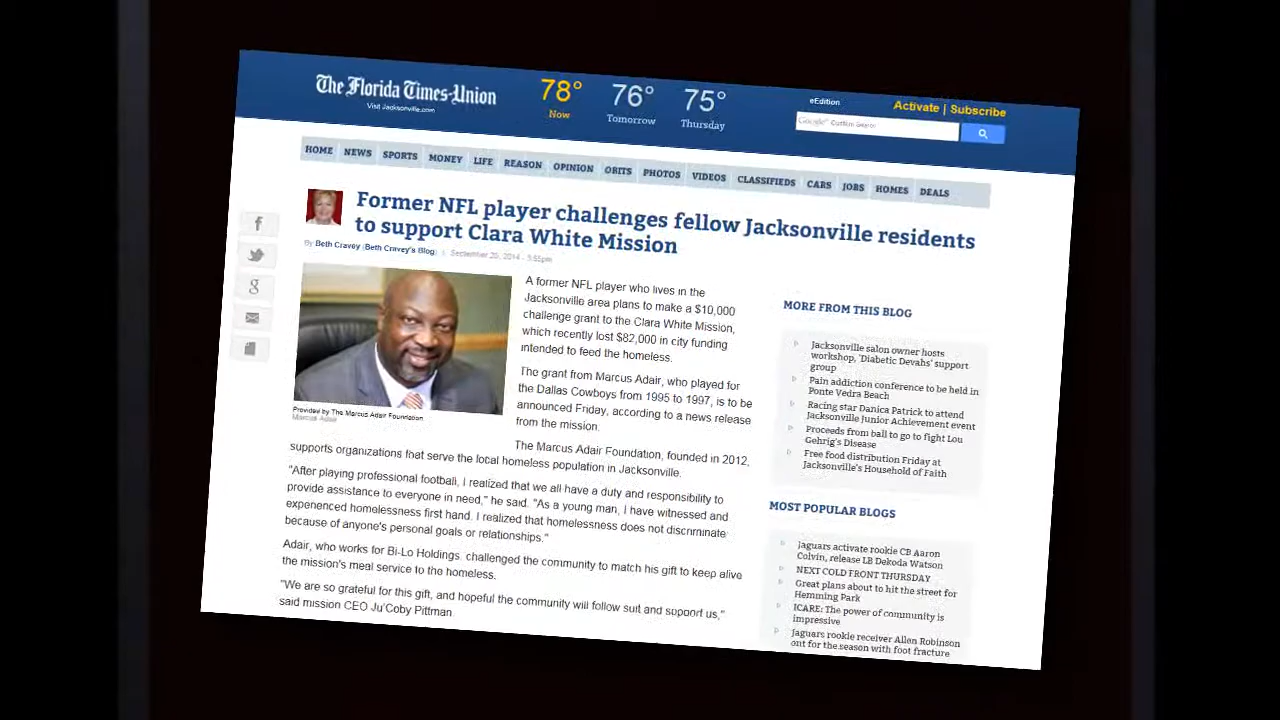 The Florida Times-Union
Visit Jacksonville.com
78°
Now
76°
Tomorrow
75°
Thursday
eEdition
Activate | Subscribe
Google Custom Search
HOME NEWS SPORTS MONEY LIFE REASON OPINION OBITS PHOTOS VIDEOS CLASSIFIEDS CARS JOBS HOMES DEALS
Former NFL player challenges fellow Jacksonville residents
to support Clara White Mission
By Beth Cravey (Beth Cravey's Blog) | September 25, 2014 - 3:55pm
A former NFL player who lives in the
Jacksonville area plans to make a $10,000
challenge grant to the Clara White Mission,
which recently lost $82,000 in city funding
intended to feed the homeless.
The grant from Marcus Adair, who played for
the Dallas Cowboys from 1995 to 1997, is to be
announced Friday, according to a news release
from the mission.
Provided by The Marcus Adair Foundation
Marcus Adair
The Marcus Adair Foundation, founded in 2012,
supports organizations that serve the local homeless population in Jacksonville.
"After playing professional football, I realized that we all have a duty and responsibility to
provide assistance to everyone in need," he said. "As a young man, I have witnessed and
experienced homelessness first hand. I realized that homelessness does not discriminate
because of anyone's personal goals or relationships."
Adair, who works for Bi-Lo Holdings, challenged the community to match his gift to keep alive
the mission's meal service to the homeless.
"We are so grateful for this gift, and hopeful the community will follow suit and support us,"
said mission CEO Ju'Coby Pittman.
MORE FROM THIS BLOG
Jacksonville salon owner hosts
workshop, 'Diabetic Devahs' support
group
Pain addiction conference to be held in
Ponte Vedra Beach
Racing star Danica Patrick to attend
Jacksonville Junior Achievement event
Proceeds from ball to go to fight Lou
Gehrig's Disease
Free food distribution Friday at
Jacksonville's Household of Faith
MOST POPULAR BLOGS
Jaguars activate rookie CB Aaron
Colvin, release LB Dekoda Watson
NEXT COLD FRONT THURSDAY
Great plans about to hit the street for
Hemming Park
ICARE: The power of community is
impressive
Jaguars rookie receiver Allen Robinson
out for the season with foot fracture